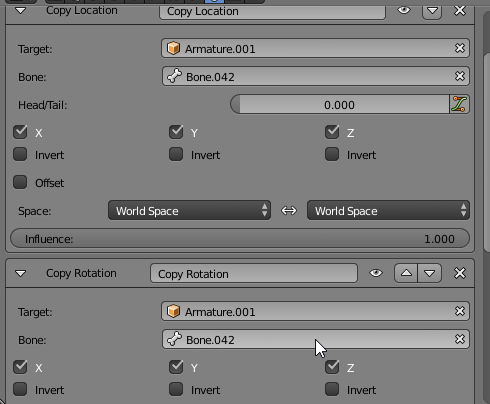 Copy Location Copy Location
Target: Armature.001
Bone: Bone.042
Head/Tail: 0.000
X Y Z
Invert Invert Invert
Offset
Space: World Space World Space
Influence: 1.000
Copy Rotation Copy Rotation
Target: Armature.001
Bone: Bone.042
X Y Z
Invert Invert Invert